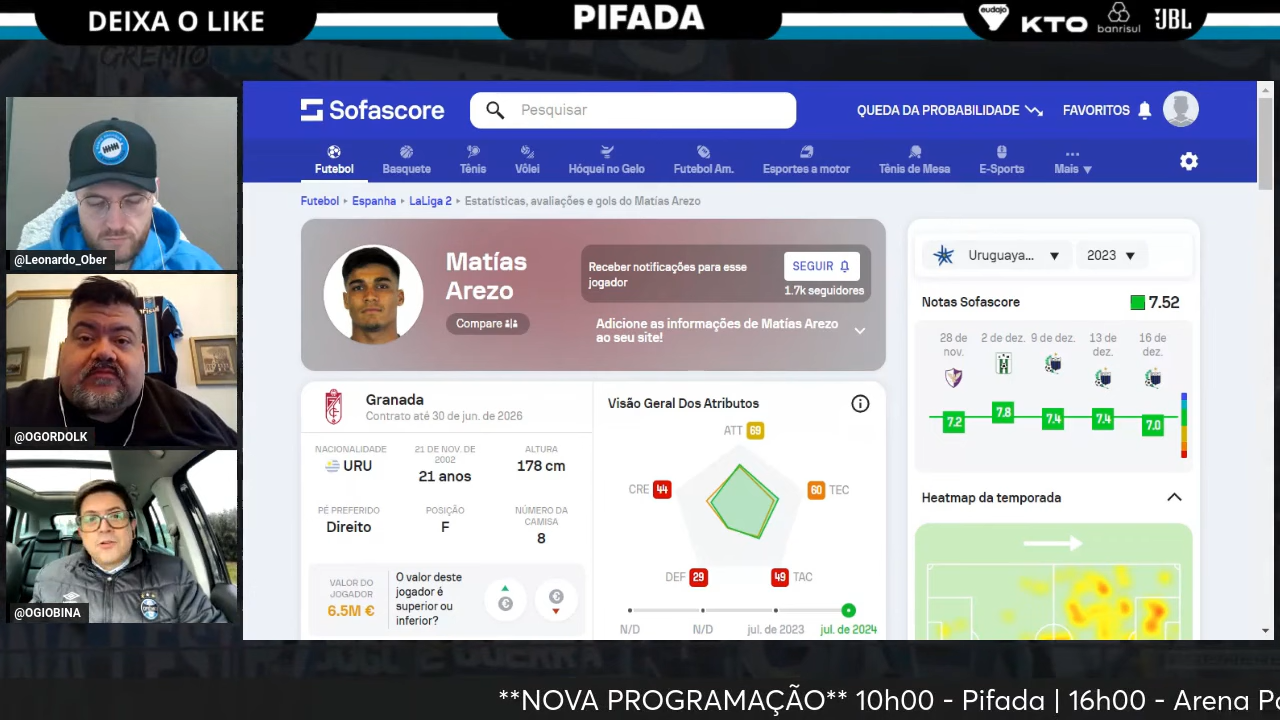 DEIXA O LIKE
PIFADA
eudajo
KTO
banrisul
JBL
GRÊMIO
@Leonardo_Ober
@OGORDOLK
@OGIOBINA
Sofascore
Pesquisar
QUEDA DA PROBABILIDADE
FAVORITOS
Futebol
Basquete
Tênis
Vôlei
Hóquei no Gelo
Futebol Am.
Esportes a motor
Tênis de Mesa
E-Sports
Mais
Futebol
Espanha
LaLiga 2
Estatísticas, avaliações e gols do Matías Arezo
Matías
Arezo
Compare
Receber notificações para esse
jogador
SEGUIR
1.7k seguidores
Adicione as informações de Matías Arezo
ao seu site!
Granada
Contrato até 30 de jun. de 2026
NACIONALIDADE
URU
21 DE NOV. DE
2002
21 anos
ALTURA
178 cm
PÉ PREFERIDO
Direito
POSIÇÃO
F
NÚMERO DA
CAMISA
8
VALOR DO
JOGADOR
6.5M €
O valor deste
jogador é
superior ou
inferior?
Visão Geral Dos Atributos
ATT 69
CRE 44
60 TEC
DEF 29
49 TAC
N/D
N/D
jul. de 2023
jul. de 2024
Uruguaya...
2023
Notas Sofascore
7.52
28 de
nov.
2 de dez.
9 de dez.
13 de
dez.
16 de
dez.
7.2
7.8
7.4
7.4
7.0
Heatmap da temporada
**NOVA PROGRAMAÇÃO** 10h00 - Pifada | 16h00 - Arena Po